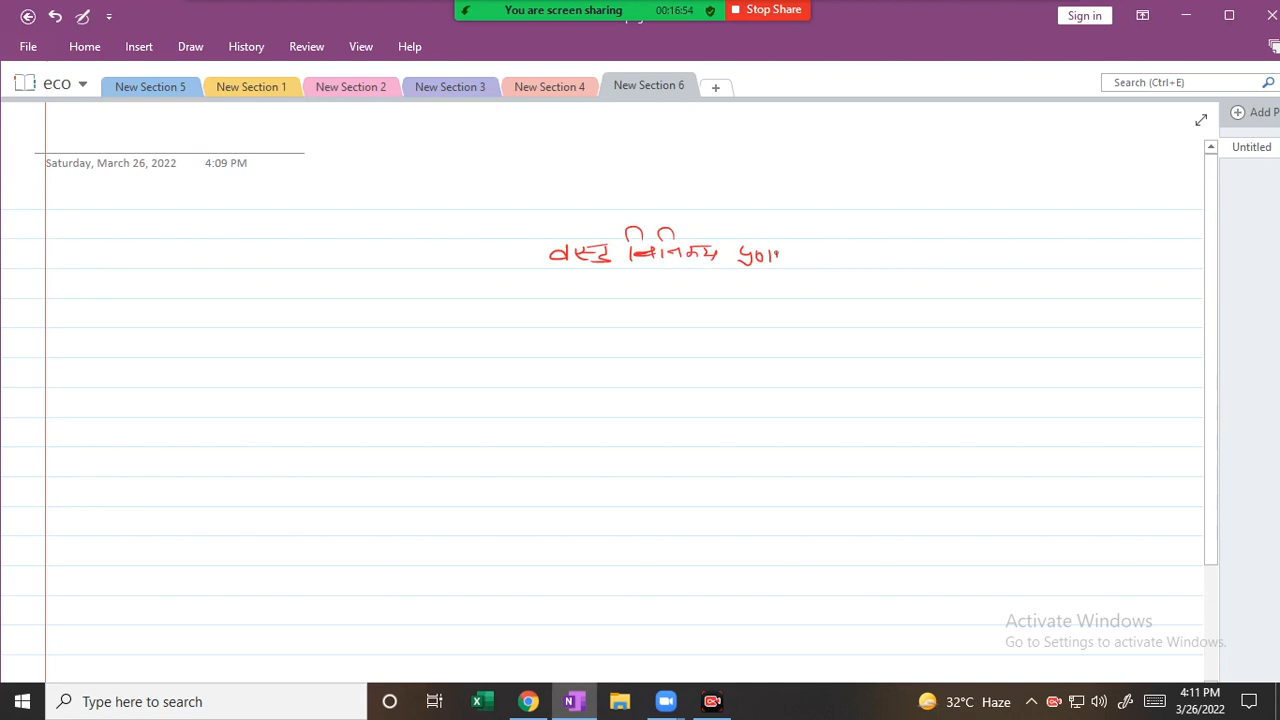 You are screen sharing 00:16:54 Stop Share
Sign in
File Home Insert Draw History Review View Help
eco New Section 5 New Section 1 New Section 2 New Section 3 New Section 4 New Section 6 Search (Ctrl+E)
Add P
Untitled
Saturday, March 26, 2022 4:09 PM
वस्तु विनिमय
Activate Windows
Go to Settings to activate Windows.
Type here to search 32°C Haze 4:11 PM
3/26/2022